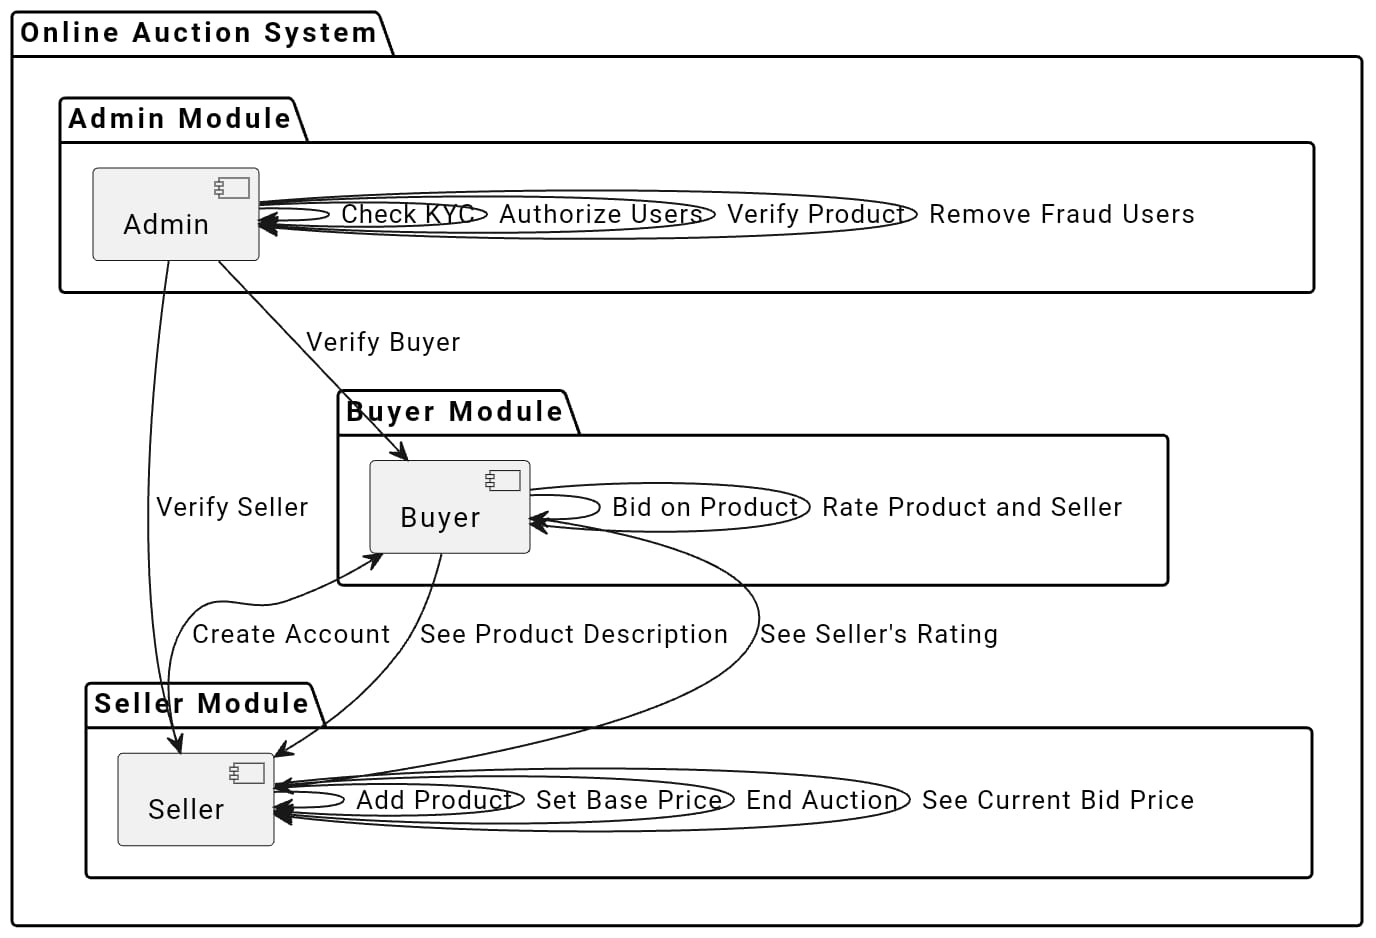 Online Auction System
Admin Module
Admin
Check KYC
Authorize Users
Verify Product
Remove Fraud Users
Verify Buyer
Buyer Module
Buyer
Bid on Product
Rate Product and Seller
Verify Seller
Create Account
See Product Description
See Seller's Rating
Seller Module
Seller
Add Product
Set Base Price
End Auction
See Current Bid Price